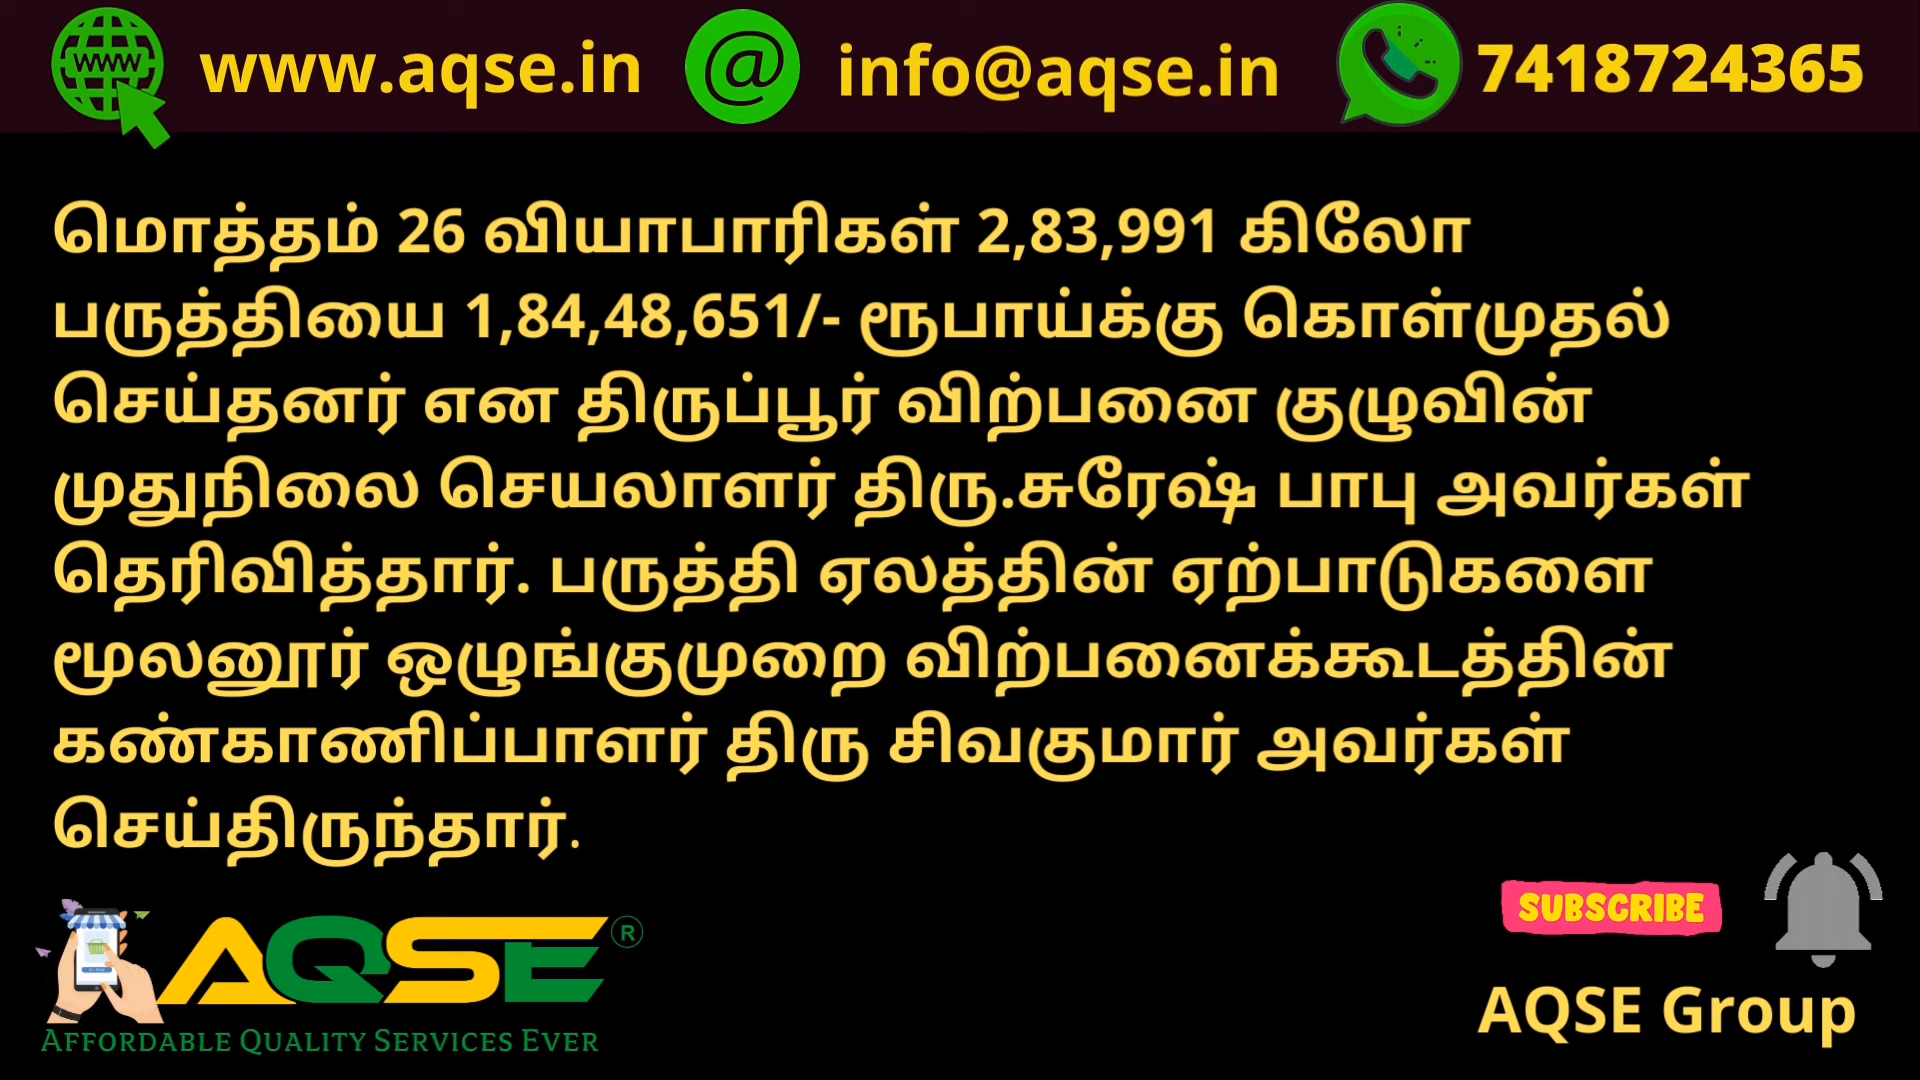 www.aqse.in
info@aqse.in
7418724365
மொத்தம் 26 வியாபாரிகள் 2,83,991 கிலோ
பருத்தியை 1,84,48,651/- ரூபாய்க்கு கொள்முதல்
செய்தனர் என திருப்பூர் விற்பனை குழுவின்
முதுநிலை செயலாளர் திரு.சுரேஷ் பாபு அவர்கள்
தெரிவித்தார். பருத்தி ஏலத்தின் ஏற்பாடுகளை
மூலனூர் ஒழுங்குமுறை விற்பனைக்கூடத்தின்
கண்காணிப்பாளர் திரு சிவகுமார் அவர்கள்
செய்திருந்தார்.
SUBSCRIBE
AQSE®
AFFORDABLE QUALITY SERVICES EVER
AQSE Group